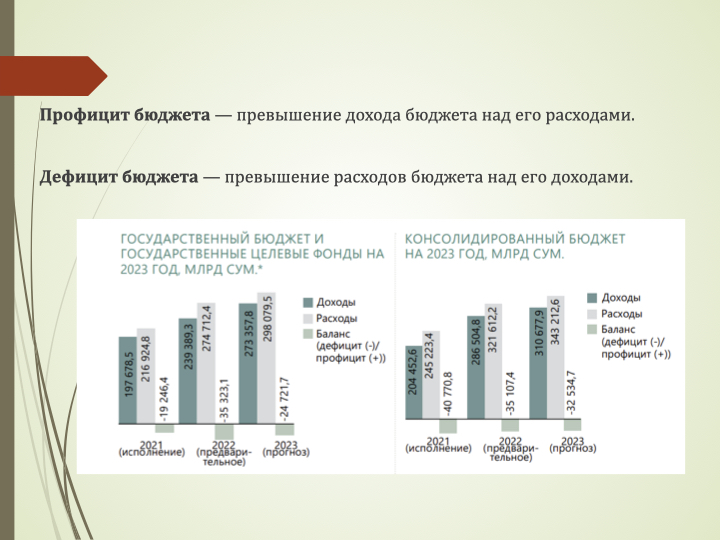 Профицит бюджета — превышение дохода бюджета над его расходами.
Дефицит бюджета — превышение расходов бюджета над его доходами.
ГОСУДАРСТВЕННЫЙ БЮДЖЕТ И
ГОСУДАРСТВЕННЫЕ ЦЕЛЕВЫЕ ФОНДЫ НА
2023 ГОД, МЛРД СУМ.*
197 678,5
216 924,8
-19 246,4
239 389,3
274 712,4
-35 323,1
273 357,8
298 079,5
-24 721,7
Доходы
Расходы
Баланс
(дефицит (-)/
профицит (+))
2021
(исполнение)
2022
(предвари-
тельное)
2023
(прогноз)
КОНСОЛИДИРОВАННЫЙ БЮДЖЕТ
НА 2023 ГОД, МЛРД СУМ.
204 452,6
245 223,4
-40 770,8
286 504,8
321 612,2
-35 107,4
310 677,9
343 212,6
-32 534,7
Доходы
Расходы
Баланс
(дефицит (-)/
профицит (+))
2021
(исполнение)
2022
(предвари-
тельное)
2023
(прогноз)